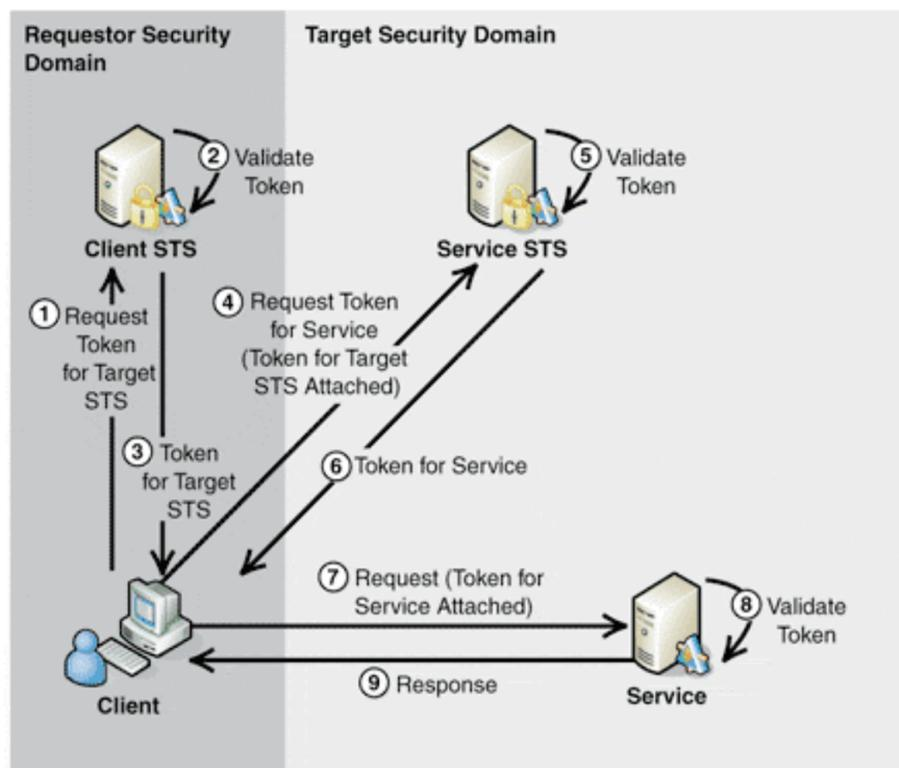 Requestor Security
Domain
Target Security Domain
2 Validate
Token
Client STS
5 Validate
Token
Service STS
1 Request
Token
for Target
STS
3 Token
for Target
STS
4 Request Token
for Service
(Token for Target
STS Attached)
6 Token for Service
7 Request (Token for
Service Attached)
8 Validate
Token
9 Response
Client
Service